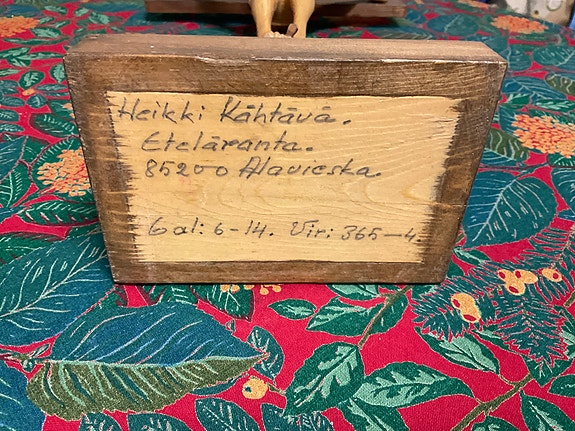 Heikki Kähtävä.
Eteläranta.
85200 Alavieska.
Gal: 6-14. Vir: 365-4.